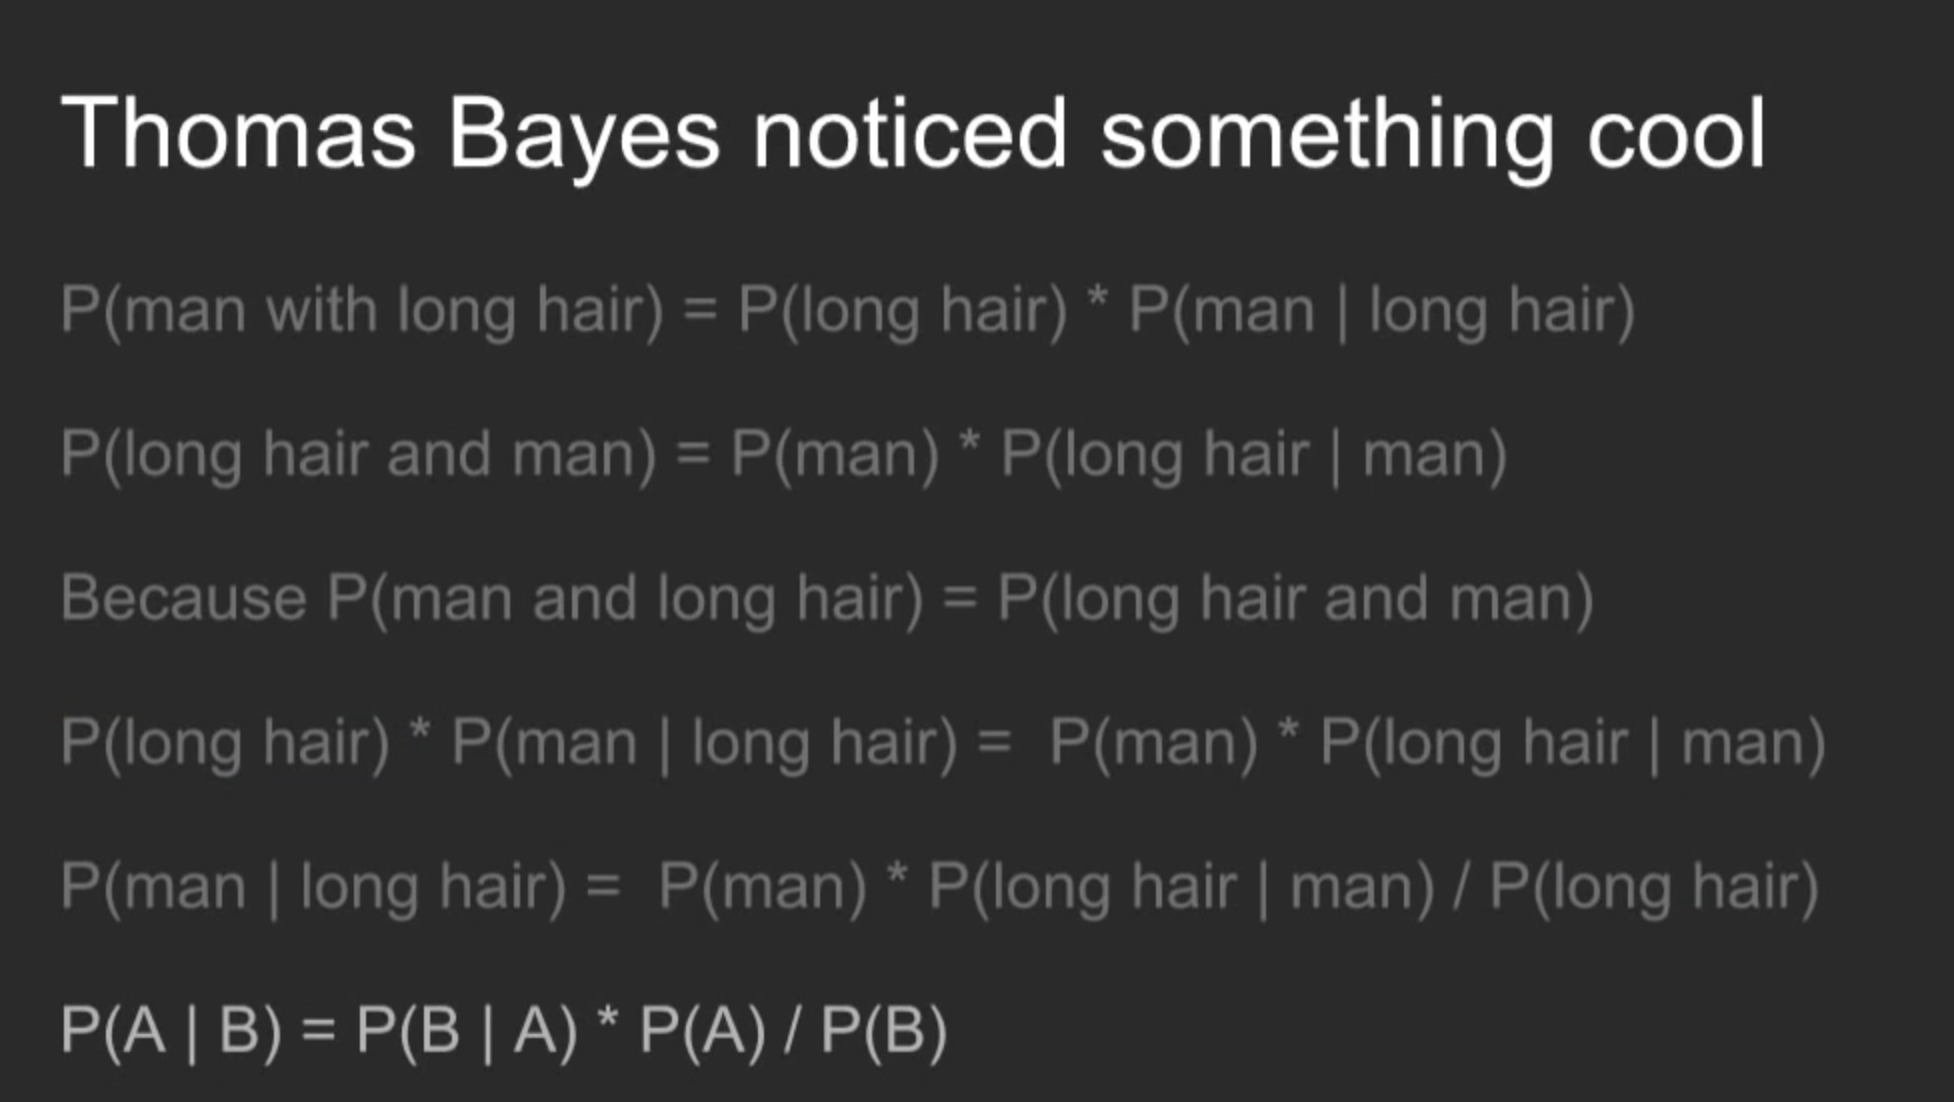 Thomas Bayes noticed something cool
P(man with long hair) = P(long hair) * P(man | long hair)
P(long hair and man) = P(man) * P(long hair | man)
Because P(man and long hair) = P(long hair and man)
P(long hair) * P(man | long hair) =  P(man) * P(long hair | man)
P(man | long hair) =  P(man) * P(long hair | man) / P(long hair)
P(A | B) = P(B | A) * P(A) / P(B)